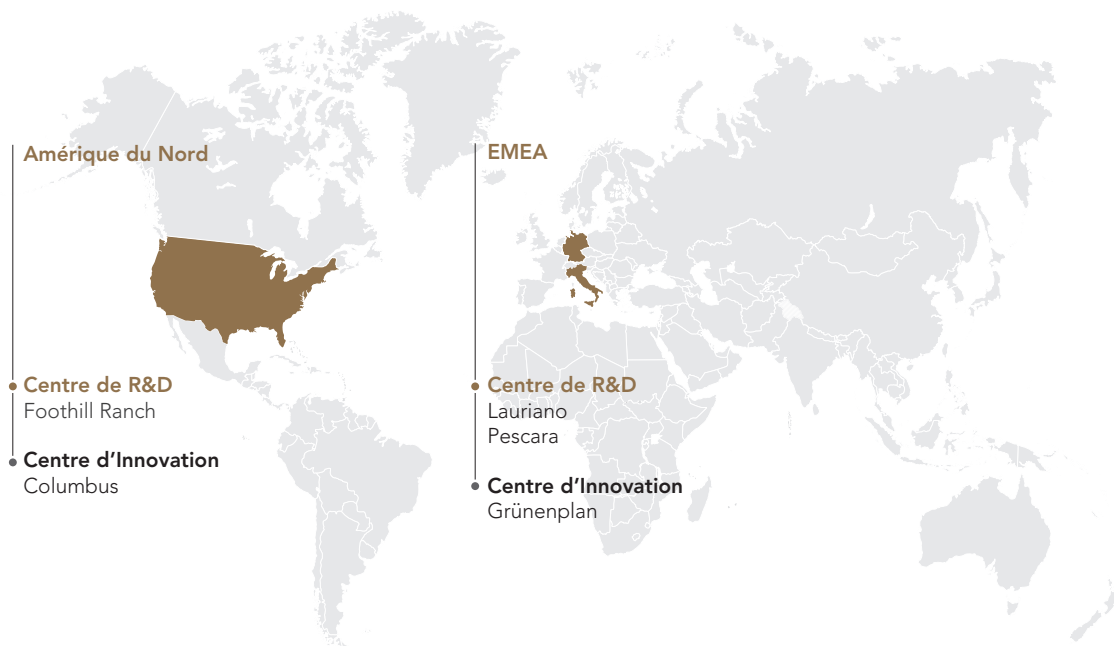 Amérique du Nord
Centre de R&D
Foothill Ranch
Centre d’Innovation
Columbus
EMEA
Centre de R&D
Lauriano
Pescara
Centre d’Innovation
Grünenplan